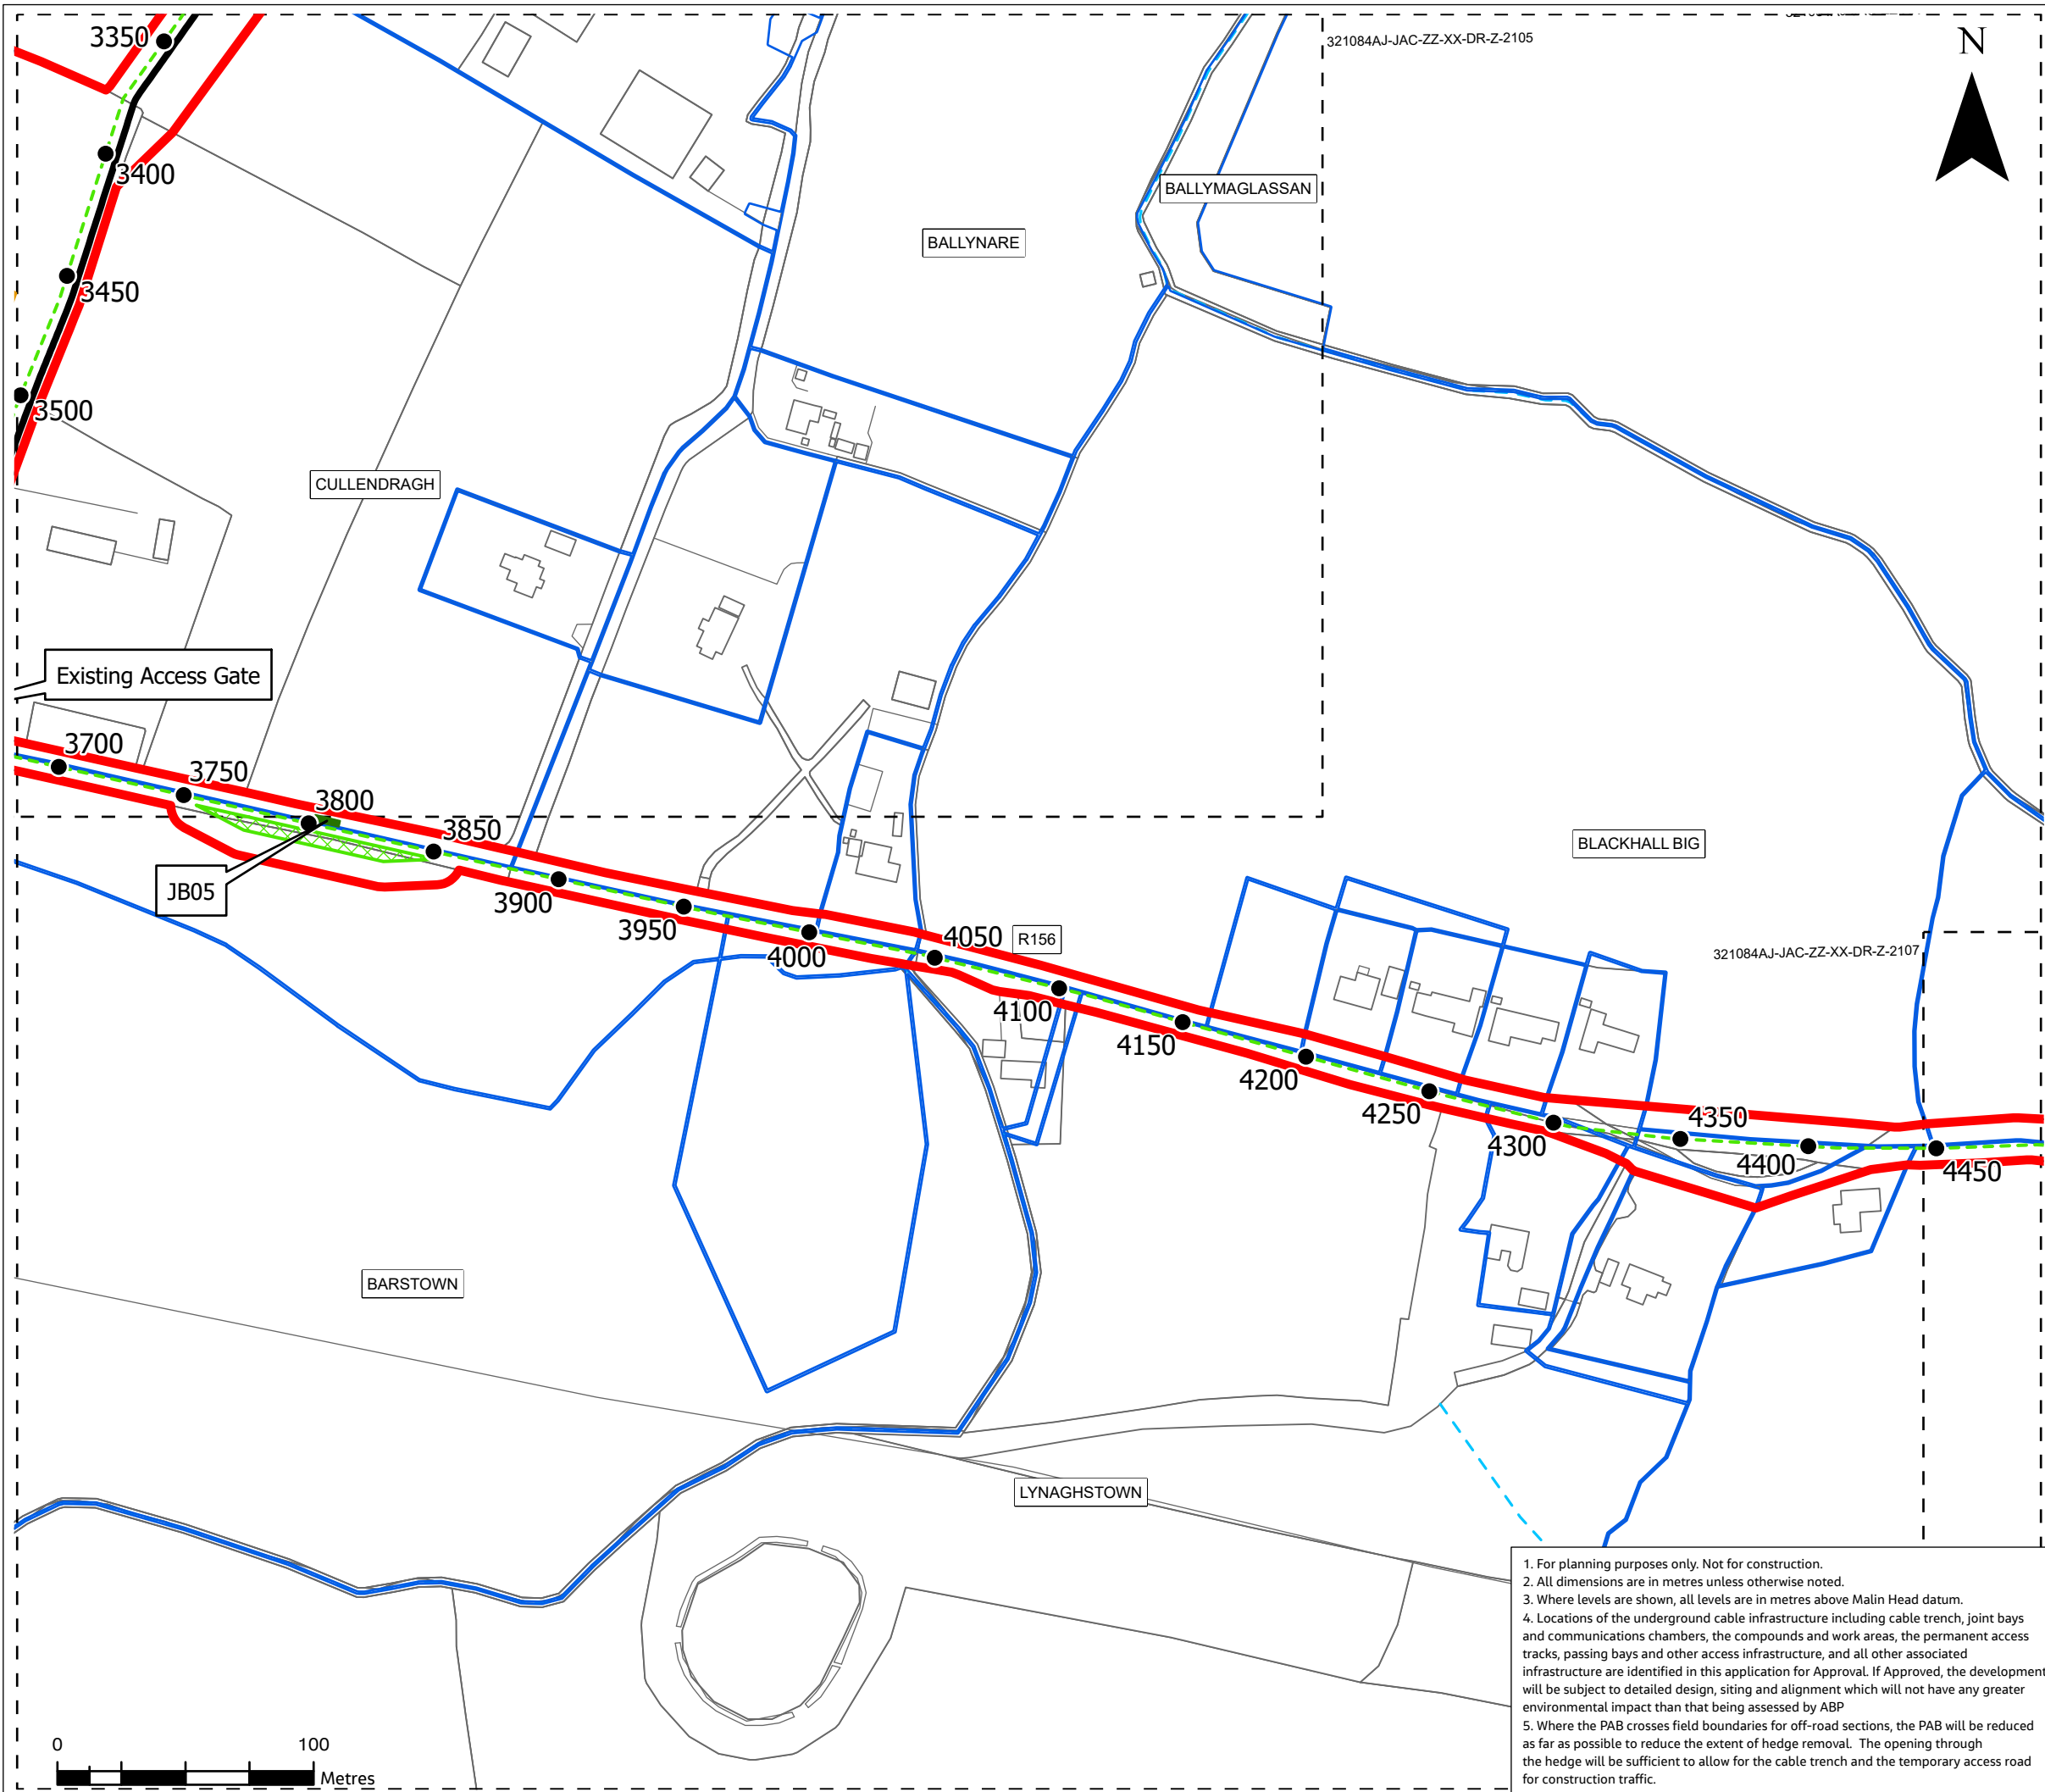 321084AJ-JAC-ZZ-XX-DR-Z-2105
N
3350
3400
3450
3500
BALLYMAGLASSAN
BALLYNARE
CULLENDRAGH
Existing Access Gate
3700
3750
3800
3850
JB05
3900
3950
4000
4050
R156
4100
4150
4200
4250
4300
4350
4400
4450
BLACKHALL BIG
321084AJ-JAC-ZZ-XX-DR-Z-2107
BARSTOWN
LYNAGHSTOWN
0 100
Metres
1. For planning purposes only. Not for construction.
2. All dimensions are in metres unless otherwise noted.
3. Where levels are shown, all levels are in metres above Malin Head datum.
4. Locations of the underground cable infrastructure including cable trench, joint bays
and communications chambers, the compounds and work areas, the permanent access
tracks, passing bays and other access infrastructure, and all other associated
infrastructure are identified in this application for Approval. If Approved, the development
will be subject to detailed design, siting and alignment which will not have any greater
environmental impact than that being assessed by ABP
5. Where the PAB crosses field boundaries for off-road sections, the PAB will be reduced
as far as possible to reduce the extent of hedge removal. The opening through
the hedge will be sufficient to allow for the cable trench and the temporary access road
for construction traffic.